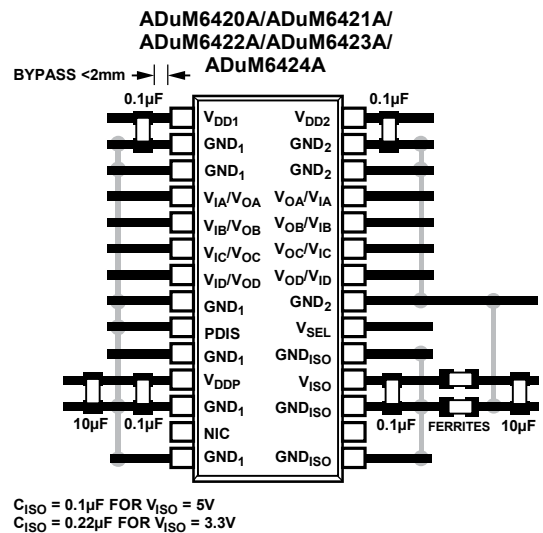 ADuM6420A/ADuM6421A/
ADuM6422A/ADuM6423A/
ADuM6424A
BYPASS <2mm
0.1µF 0.1µF
VDD1 VDD2
GND1 GND2
GND1 GND2
VIA/VOA VOA/VIA
VIB/VOB VOB/VIB
VIC/VOC VOC/VIC
VID/VOD VOD/VID
GND1 GND2
PDIS VSEL
GND1 GNDISO
VDDP VISO
GND1 GNDISO
10µF 0.1µF 0.1µF FERRITES 10µF
NIC
GND1 GNDISO
CISO = 0.1µF FOR VISO = 5V
CISO = 0.22µF FOR VISO = 3.3V